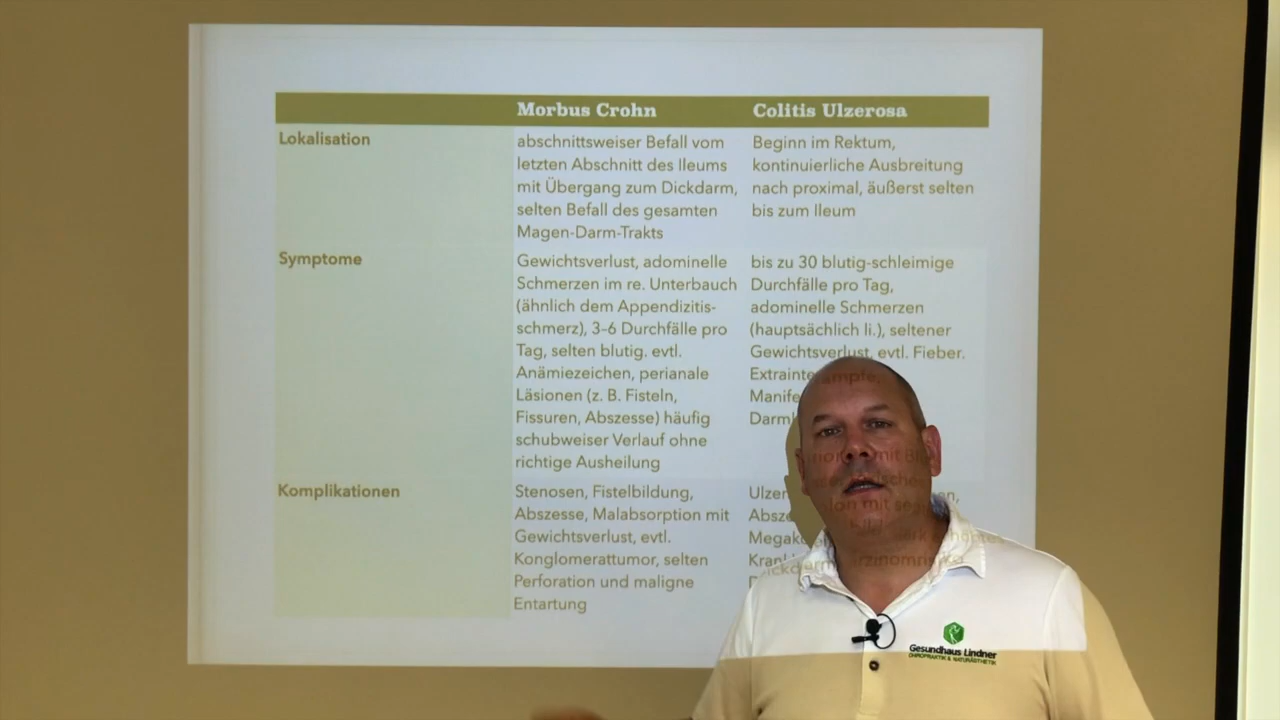 Morbus Crohn
Colitis Ulzerosa
Lokalisation
abschnittsweiser Befall vom
letzten Abschnitt des Ileums
mit Übergang zum Dickdarm,
selten Befall des gesamten
Magen-Darm-Trakts
Beginn im Rektum,
kontinuierliche Ausbreitung
nach proximal, äußerst selten
bis zum Ileum
Symptome
Gewichtsverlust, adominelle
Schmerzen im re. Unterbauch
(ähnlich dem Appendizitis-
schmerz), 3–6 Durchfälle pro
Tag, selten blutig. evtl.
Anämiezeichen, perianale
Läsionen (z. B. Fisteln,
Fissuren, Abszesse) häufig
schubweiser Verlauf ohne
richtige Ausheilung
bis zu 30 blutig-schleimige
Durchfälle pro Tag,
adominelle Schmerzen
(hauptsächlich li.), seltener
Gewichtsverlust, evtl. Fieber.
Komplikationen
Stenosen, Fistelbildung,
Abszesse, Malabsorption mit
Gewichtsverlust, evtl.
Konglomerattumor, selten
Perforation und maligne
Entartung
Gesundhaus Lindner
CHIROPRAKTIK & NATURÄSTHETIK